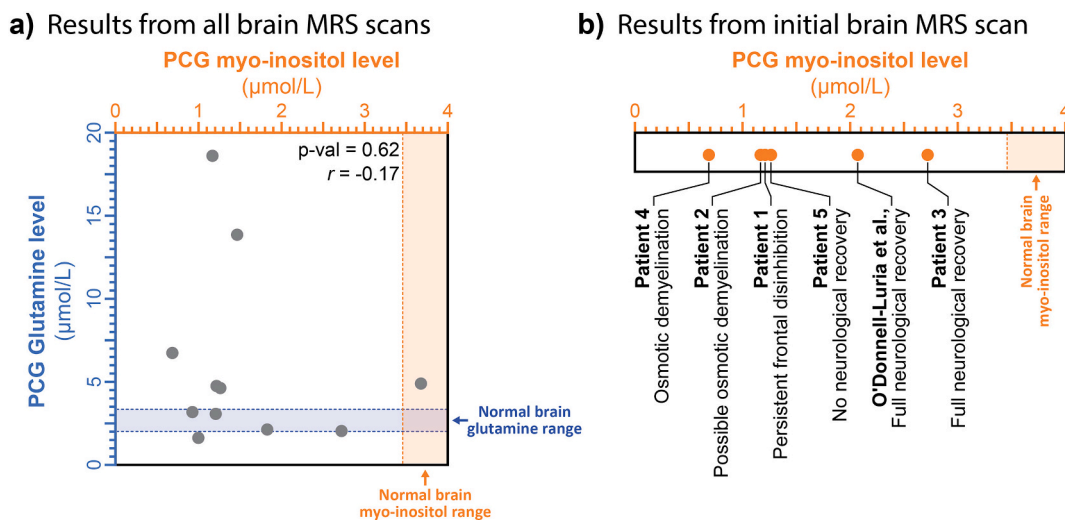 a) Results from all brain MRS scans
PCG myo-inositol level
(µmol/L)
0 1 2 3 4
PCG Glutamine level
(µmol/L)
20
15
10
5
0
p-val = 0.62
r = -0.17
Normal brain
glutamine range
Normal brain
myo-inositol range
b) Results from initial brain MRS scan
PCG myo-inositol level
(µmol/L)
0 1 2 3 4
Patient 4
Osmotic demyelination
Patient 2
Possible osmotic demyelination
Patient 1
Persistent frontal disinhibition
Patient 5
No neurological recovery
O'Donnell-Luria et al.,
Full neurological recovery
Patient 3
Full neurological recovery
Normal brain
myo-inositol range